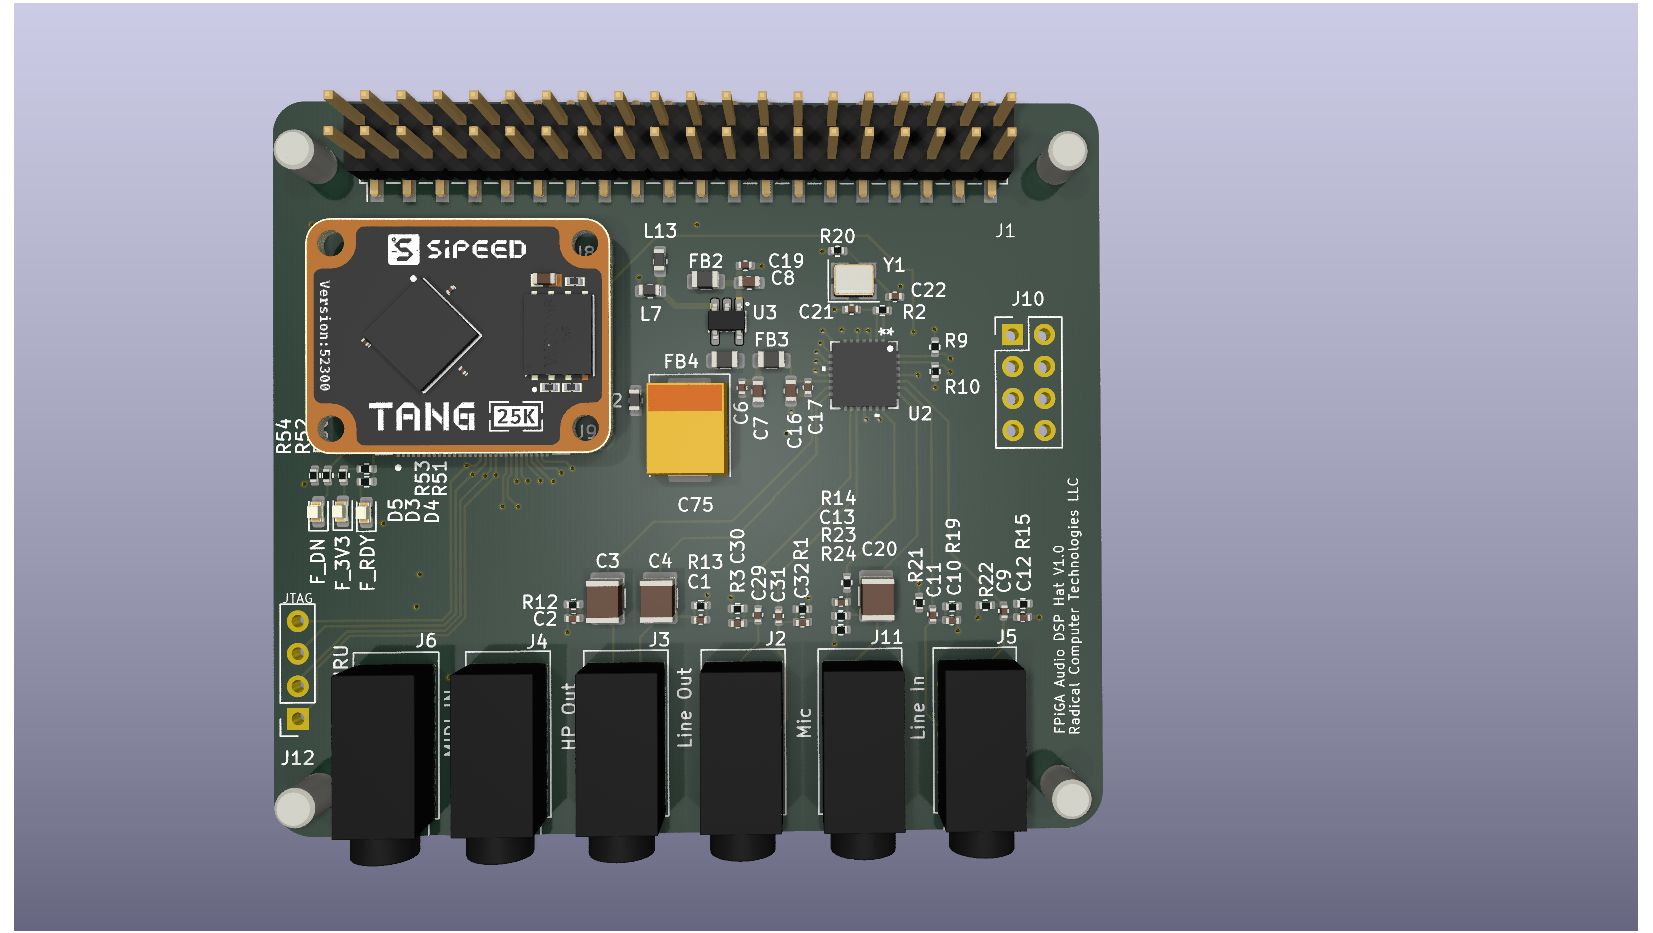 J1
SiPEED
J8
Version:52300
TANG
25K
J9
L13
FB2
C19
C8
L7
U3
FB3
FB4
R20
Y1
C22
C21
R2
**
R9
R10
U2
J10
C6
C7
C16
C17
C75
R54
R52
R53
R51
D5
D3
D4
F_DN
F_3V3
F_RDY
JTAG
J12
R14
C13
R23
R24
C20
C3
C4
R13
C1
R12
C2
C30
R3
C29
C31
C32
R1
R21
C11
C10
R19
R22
C9
C12
R15
J6
J4
J3
J2
J11
J5
HP Out
Line Out
Mic
Line In
FPiGA Audio DSP Hat V1.0
Radical Computer Technologies LLC